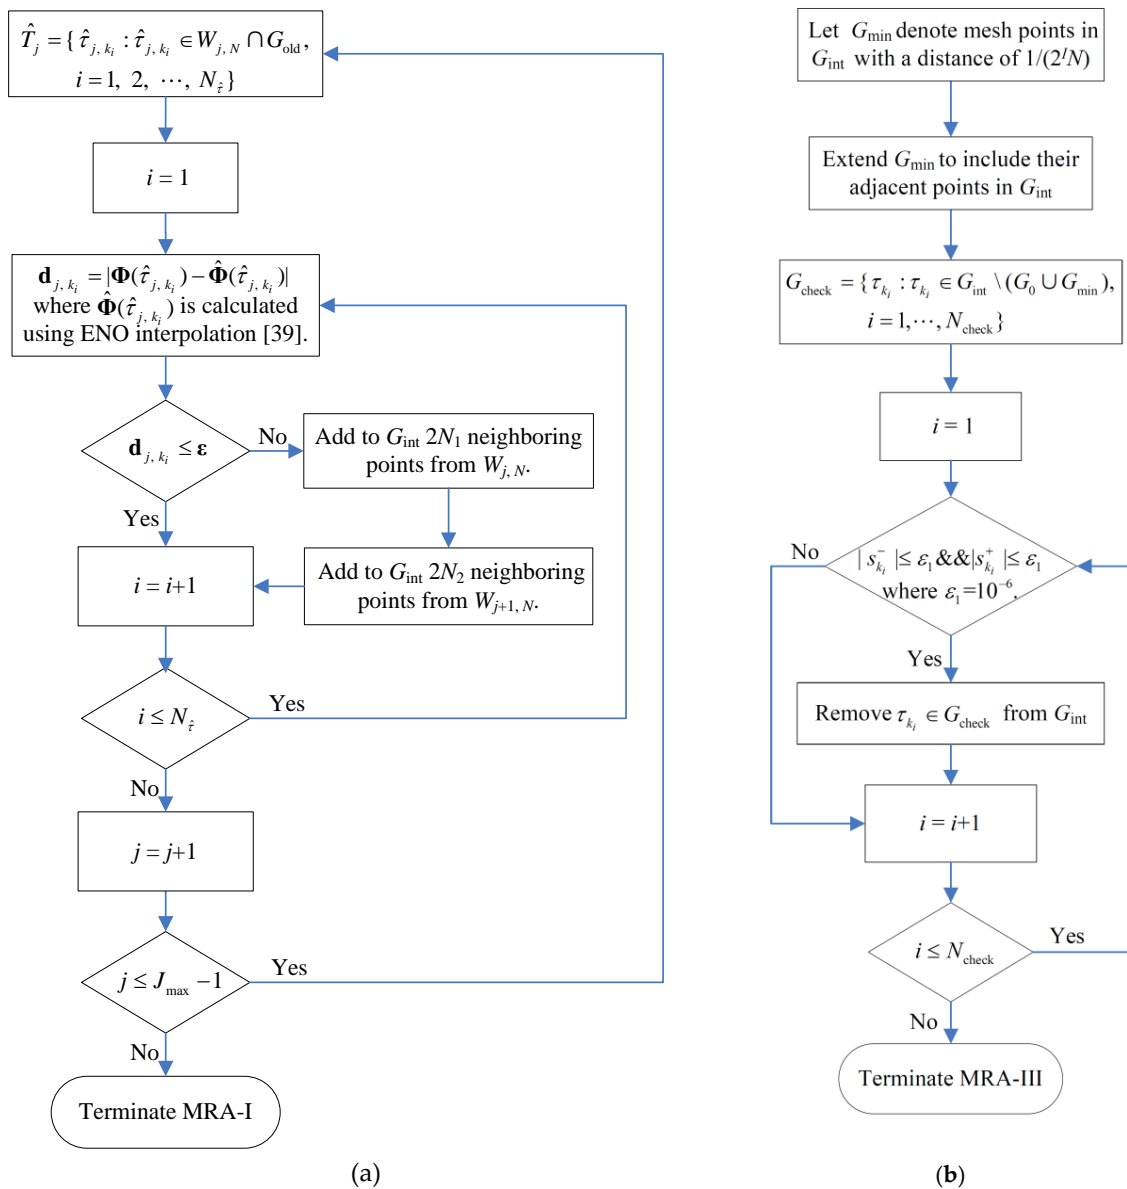 T̂_j = { τ̂_{j, k_i} : τ̂_{j, k_i} ∈ W_{j, N} ∩ G_old,
i = 1, 2, ⋯, N_τ̂ }
i = 1
d_{j, k_i} = |Φ(τ̂_{j, k_i}) − Φ̂(τ̂_{j, k_i})|
where Φ̂(τ̂_{j, k_i}) is calculated
using ENO interpolation [39].
d_{j, k_i} ≤ ε
No
Add to G_int 2N_1 neighboring
points from W_{j, N}.
Yes
i = i+1
Add to G_int 2N_2 neighboring
points from W_{j+1, N}.
i ≤ N_τ̂
Yes
No
j = j+1
j ≤ J_max − 1
Yes
No
Terminate MRA-I
(a)
Let G_min denote mesh points in
G_int with a distance of 1/(2^I N)
Extend G_min to include their
adjacent points in G_int
G_check = { τ_{k_i} : τ_{k_i} ∈ G_int \ (G_0 ∪ G_min),
i = 1, ⋯, N_check }
i = 1
No
| s_{k_i}^− | ≤ ε_1 && | s_{k_i}^+ | ≤ ε_1
where ε_1=10^{−6}.
Yes
Remove τ_{k_i} ∈ G_check from G_int
i = i+1
i ≤ N_check
Yes
No
Terminate MRA-III
(b)